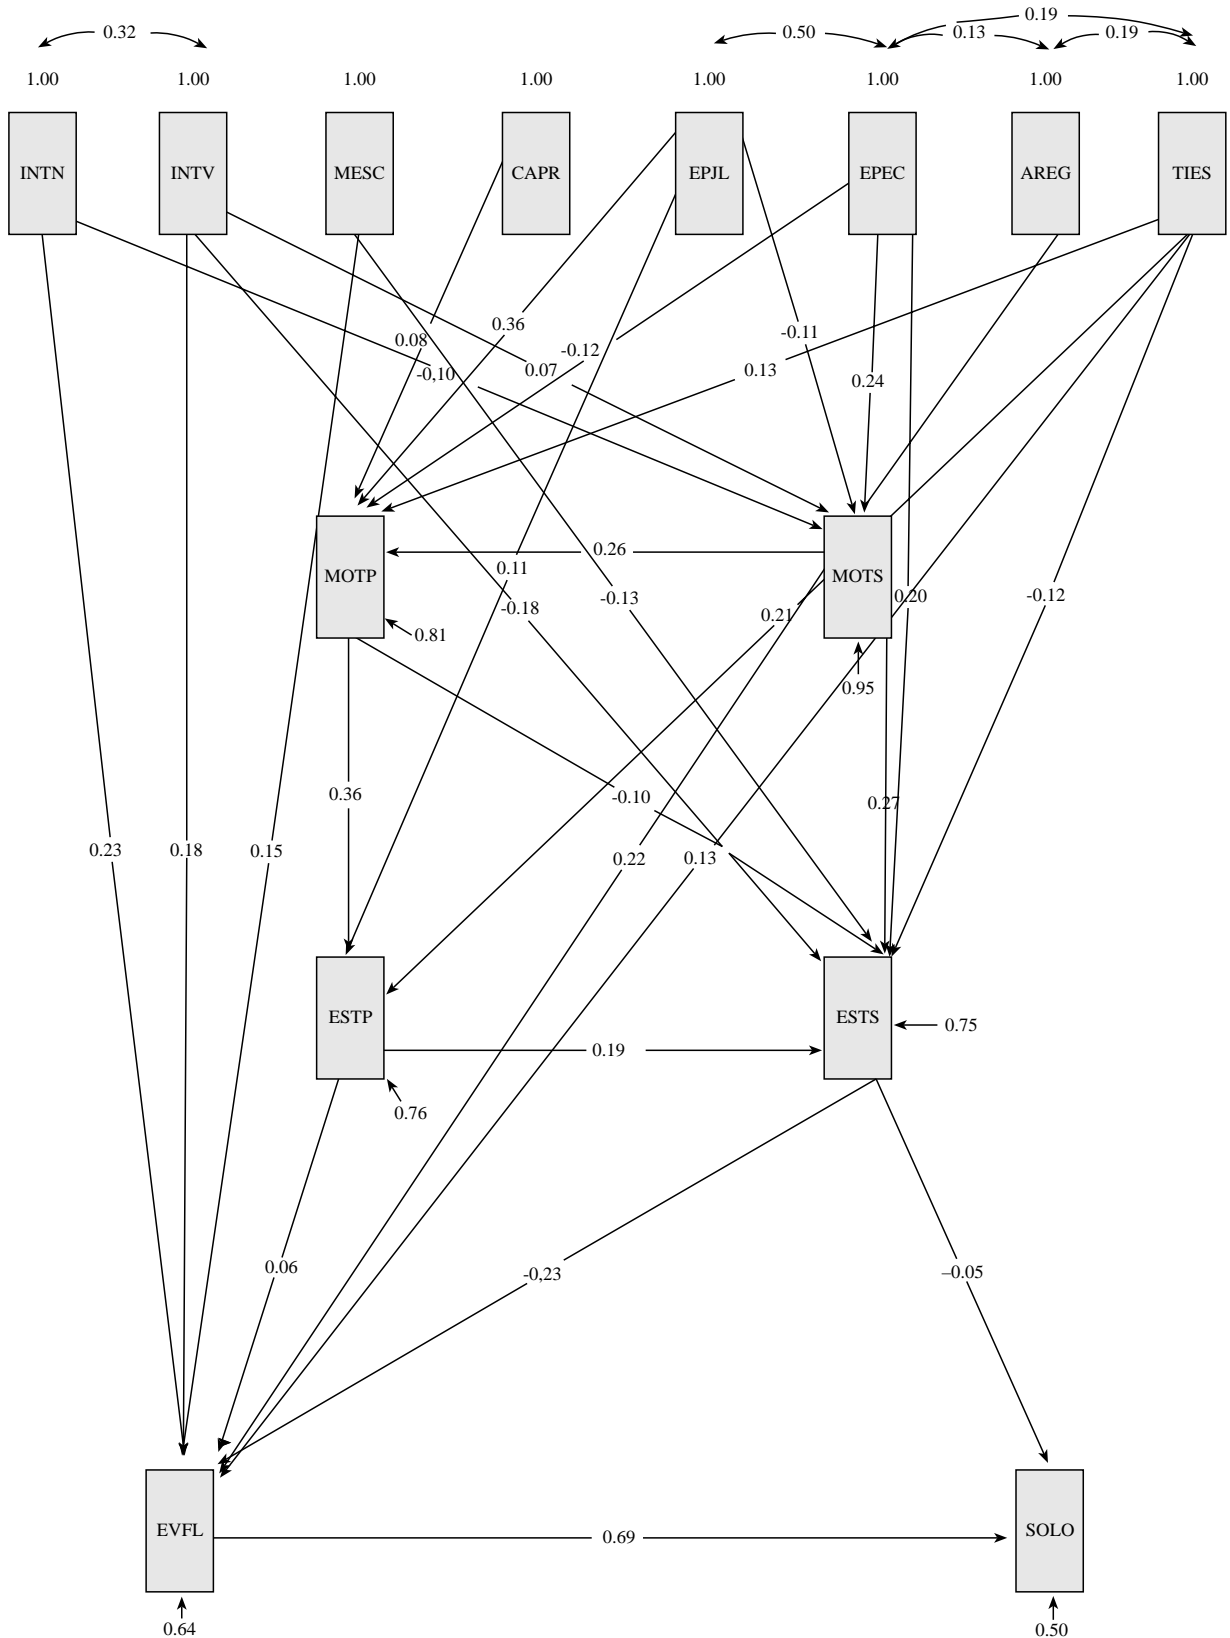 0.19
0.32 0.50 0.13 0.19
1.00 1.00 1.00 1.00 1.00 1.00 1.00 1.00
INTN INTV MESC CAPR EPJL EPEC AREG TIES
0.36
-0.11
0.08
-0.12
-0,10 0.07 0.13
0.24
0.26
0.11
MOTP MOTS
-0.18 -0.13 0.20 -0.12
0.21
0.81
0.95
0.36 -0.10
0.27
0.23 0.18 0.15 0.22 0.13
ESTP ESTS 0.75
0.19
0.76
0.06 -0,23 –0.05
EVFL SOLO
0.69
0.64 0.50